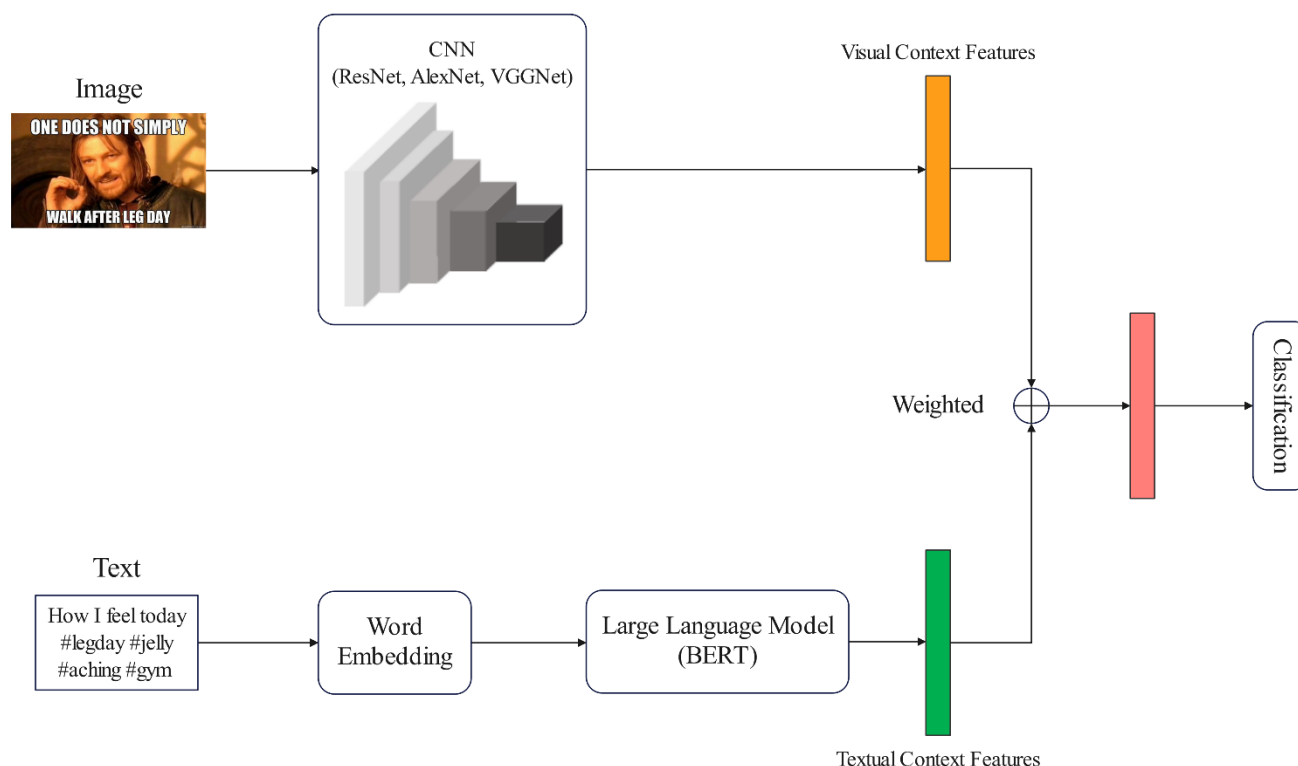 CNN
(ResNet, AlexNet, VGGNet)
Visual Context Features
Image
ONE DOES NOT SIMPLY
WALK AFTER LEG DAY
Weighted
Classification
Text
How I feel today
#legday #jelly
#aching #gym
Word
Embedding
Large Language Model
(BERT)
Textual Context Features